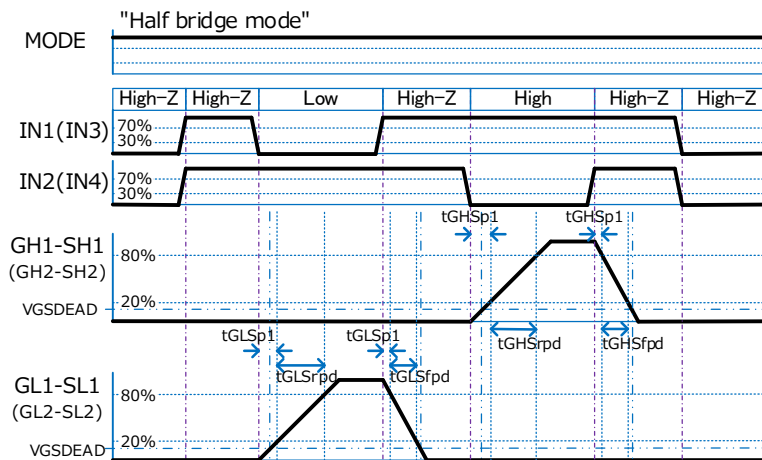 "Half bridge mode"
MODE
High-Z High-Z Low High-Z High High-Z High-Z
IN1(IN3)
70%
30%
IN2(IN4)
70%
30%
tGHSp1 tGHSp1
GH1-SH1
(GH2-SH2)
80%
20%
VGSDEAD
tGLSp1 tGLSp1 tGHSrpd tGHSfpd
tGLSrpd tGLSfpd
GL1-SL1
(GL2-SL2)
80%
20%
VGSDEAD